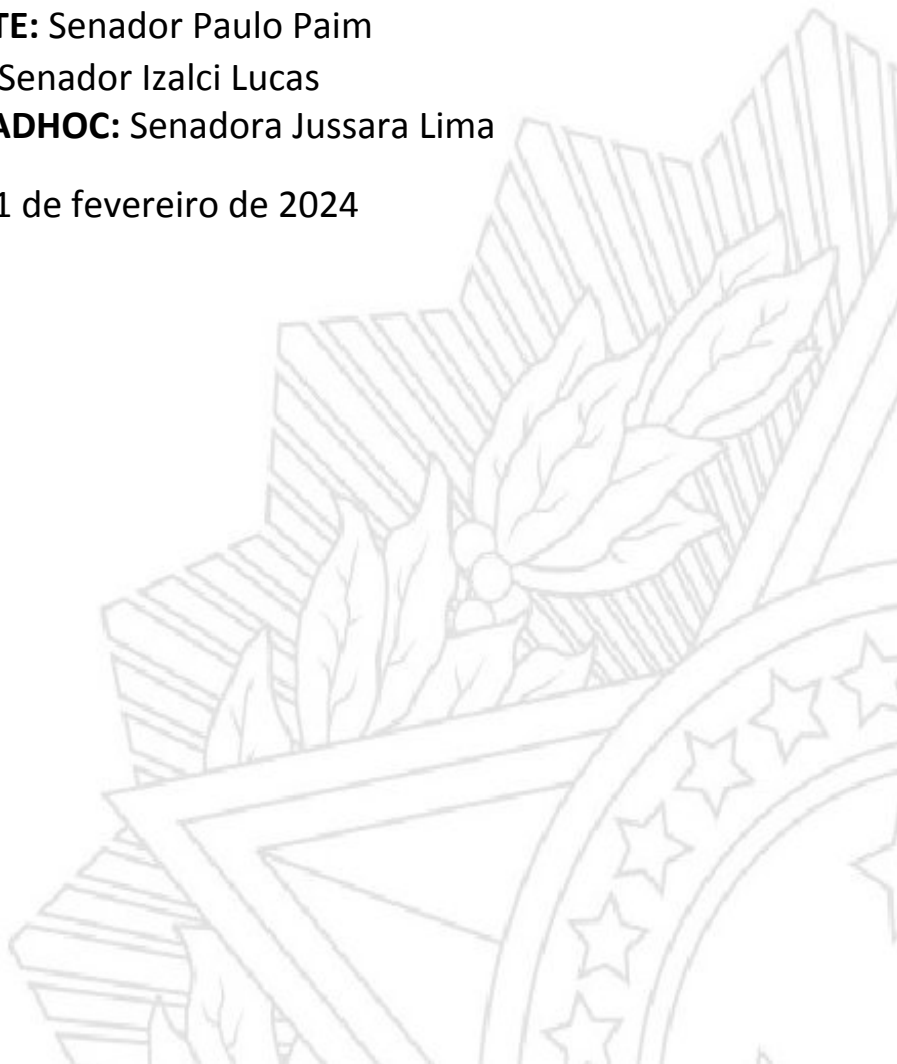 TE: Senador Paulo Paim
Senador Izalci Lucas
ADHOC: Senadora Jussara Lima
1 de fevereiro de 2024